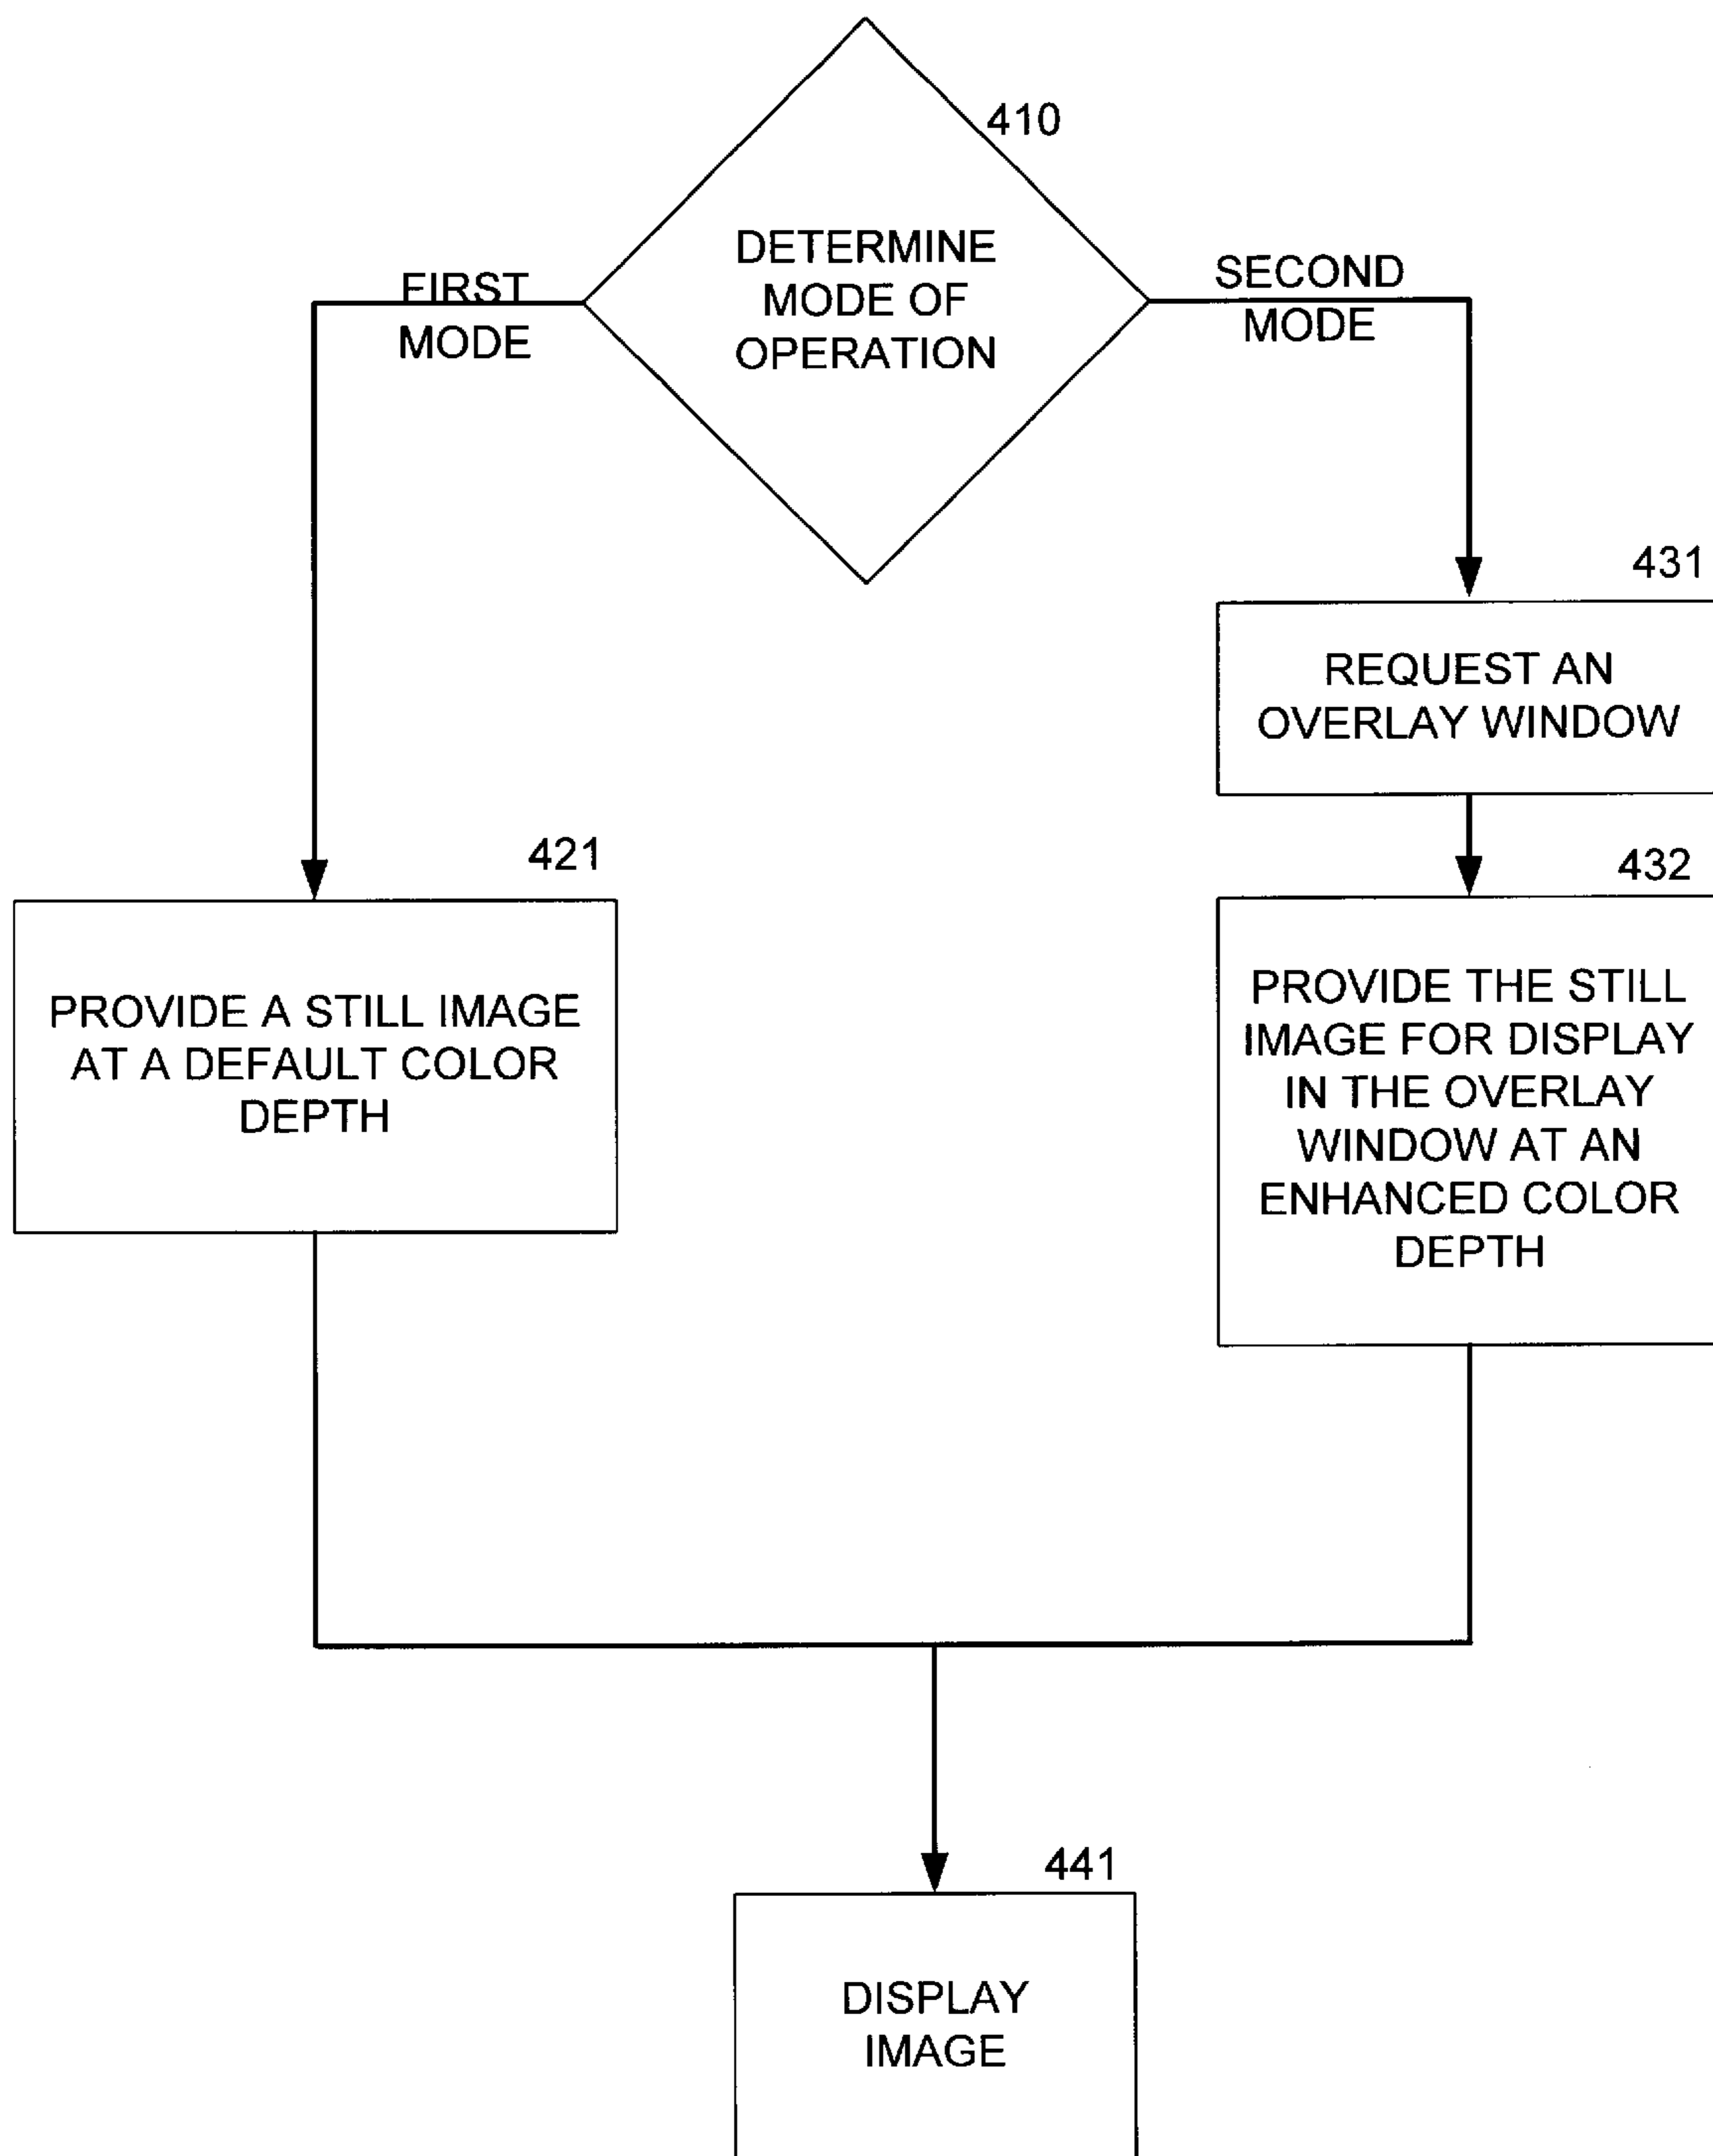 410
DETERMINE
MODE OF
OPERATION
FIRST
MODE
SECOND
MODE
431
REQUEST AN
OVERLAY WINDOW
421
PROVIDE A STILL IMAGE
AT A DEFAULT COLOR
DEPTH
432
PROVIDE THE STILL
IMAGE FOR DISPLAY
IN THE OVERLAY
WINDOW AT AN
ENHANCED COLOR
DEPTH
441
DISPLAY
IMAGE